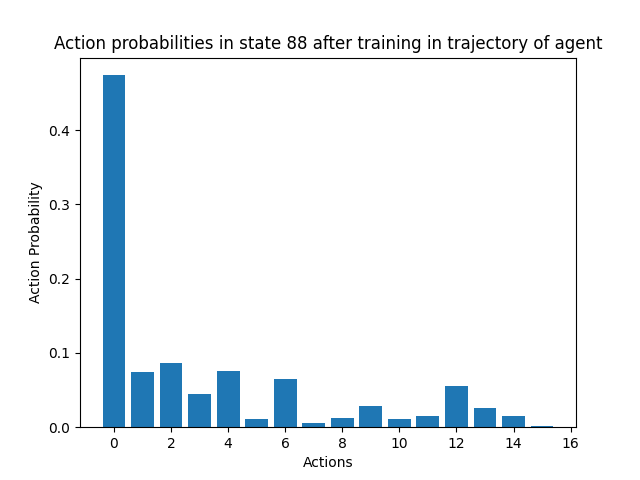 Action probabilities in state 88 after training in trajectory of agent
Action Probability
0.4
0.3
0.2
0.1
0.0
0 2 4 6 8 10 12 14 16
Actions